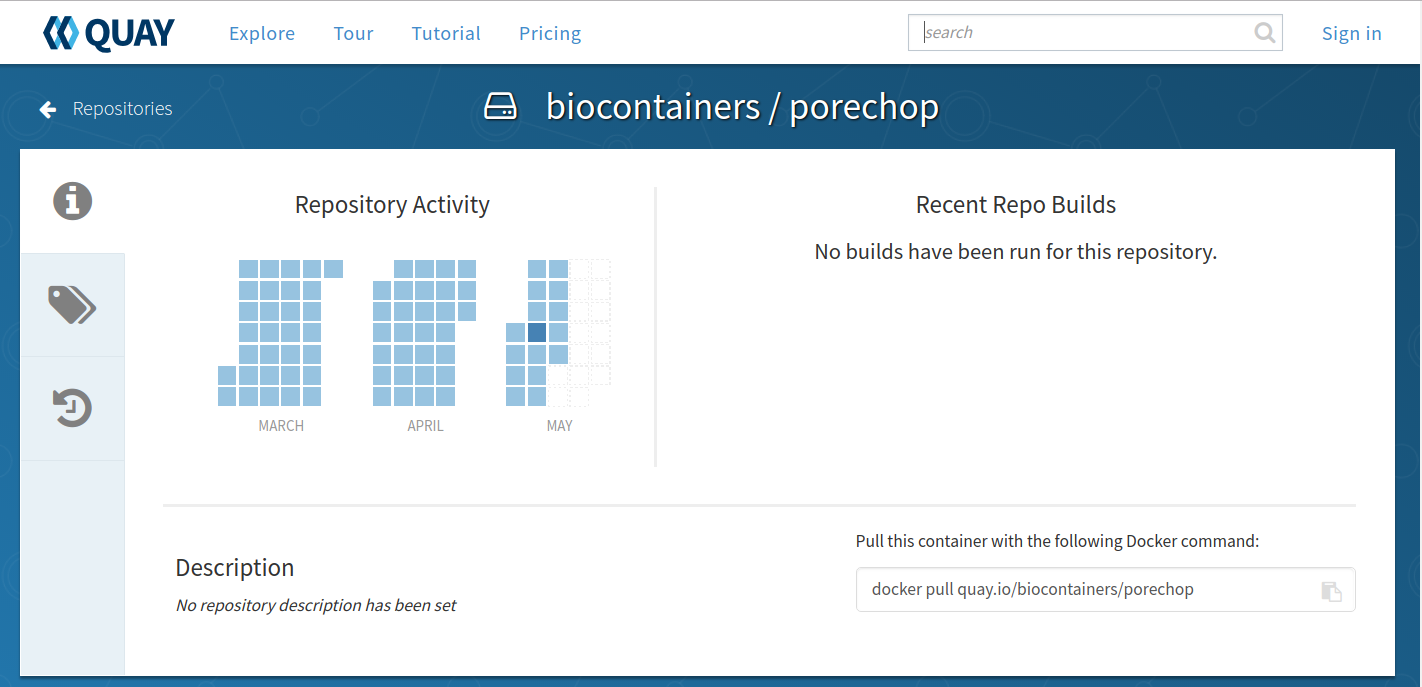 QUAY Explore Tour Tutorial Pricing search Sign in
Repositories biocontainers / porechop
Repository Activity
MARCH APRIL MAY
Recent Repo Builds
No builds have been run for this repository.
Description
No repository description has been set
Pull this container with the following Docker command:
docker pull quay.io/biocontainers/porechop